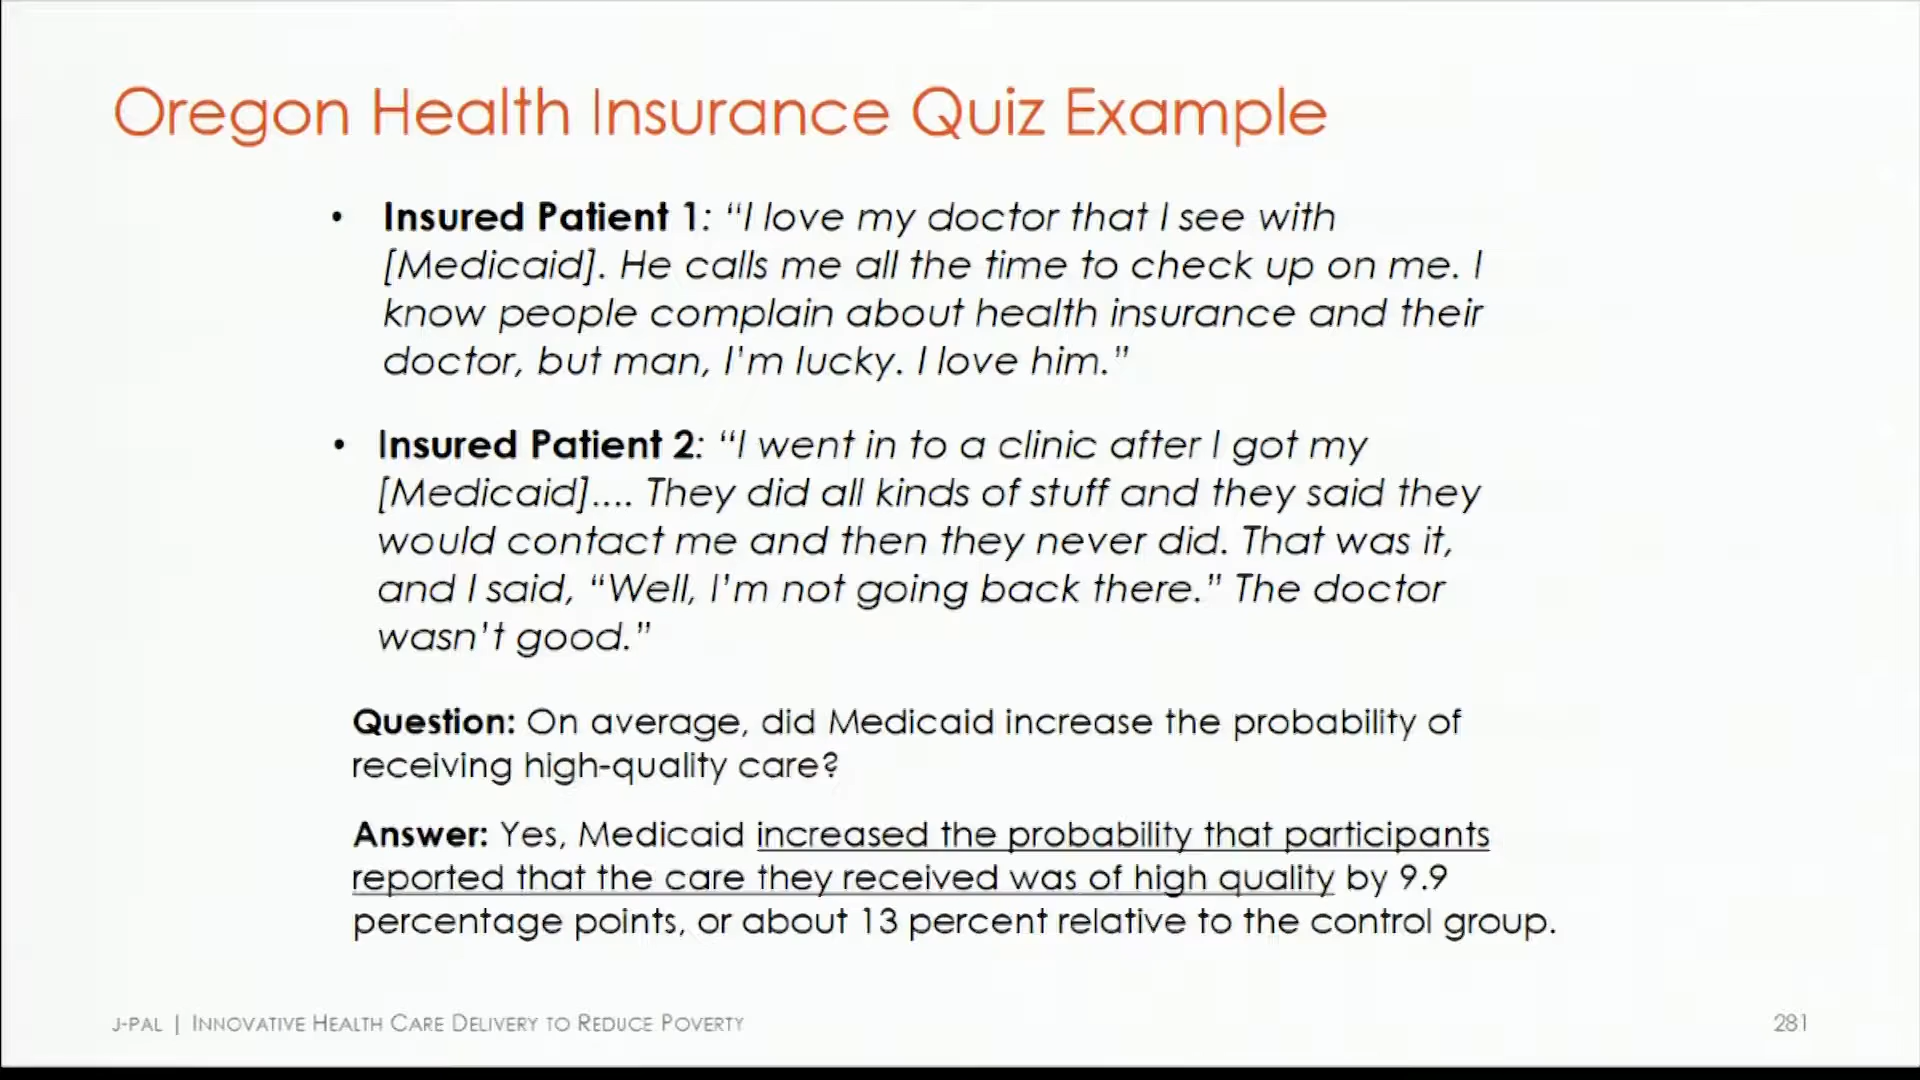 Oregon Health Insurance Quiz Example
• Insured Patient 1: “I love my doctor that I see with
[Medicaid]. He calls me all the time to check up on me. I
know people complain about health insurance and their
doctor, but man, I’m lucky. I love him.”
• Insured Patient 2: “I went in to a clinic after I got my
[Medicaid].... They did all kinds of stuff and they said they
would contact me and then they never did. That was it,
and I said, “Well, I’m not going back there.” The doctor
wasn’t good.”
Question: On average, did Medicaid increase the probability of
receiving high-quality care?
Answer: Yes, Medicaid increased the probability that participants
reported that the care they received was of high quality by 9.9
percentage points, or about 13 percent relative to the control group.
J-PAL | INNOVATIVE HEALTH CARE DELIVERY TO REDUCE POVERTY
281